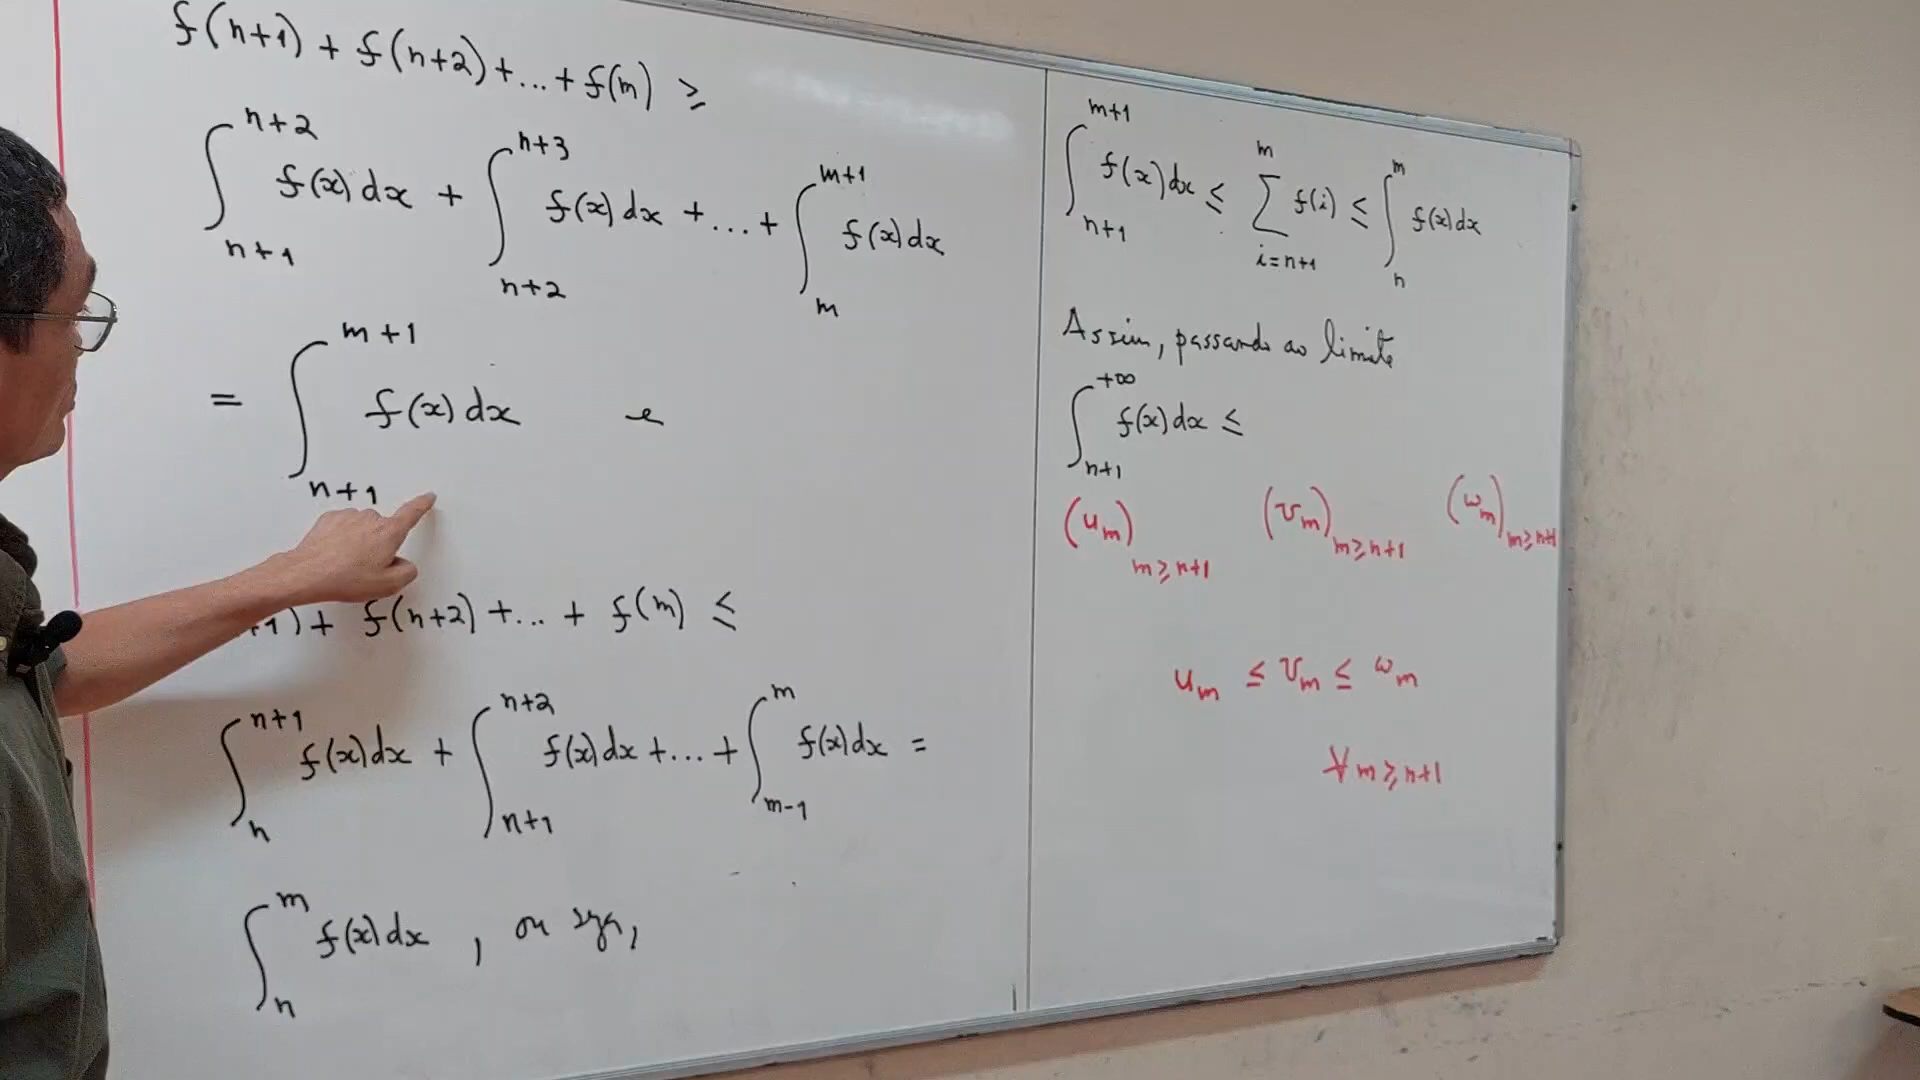 f(n+1) + f(n+2) + ... + f(m) ≥
∫_{n+1}^{n+2} f(x) dx + ∫_{n+2}^{n+3} f(x) dx + ... + ∫_{m}^{m+1} f(x) dx
= ∫_{n+1}^{m+1} f(x) dx e
+1) + f(n+2) + ... + f(m) ≤
∫_{n}^{n+1} f(x) dx + ∫_{n+1}^{n+2} f(x) dx + ... + ∫_{m-1}^{m} f(x) dx =
∫_{n}^{m} f(x) dx , ou seja,
∫_{n+1}^{m+1} f(x) dx ≤ ∑_{i=n+1}^{m} f(i) ≤ ∫_{n}^{m} f(x) dx
Assim, passando ao limite
∫_{n+1}^{+∞} f(x) dx ≤
(u_m)_{m≥n+1} (v_m)_{m≥n+1} (w_m)_{m≥n+1}
u_m ≤ v_m ≤ w_m
∀ m ≥ n+1